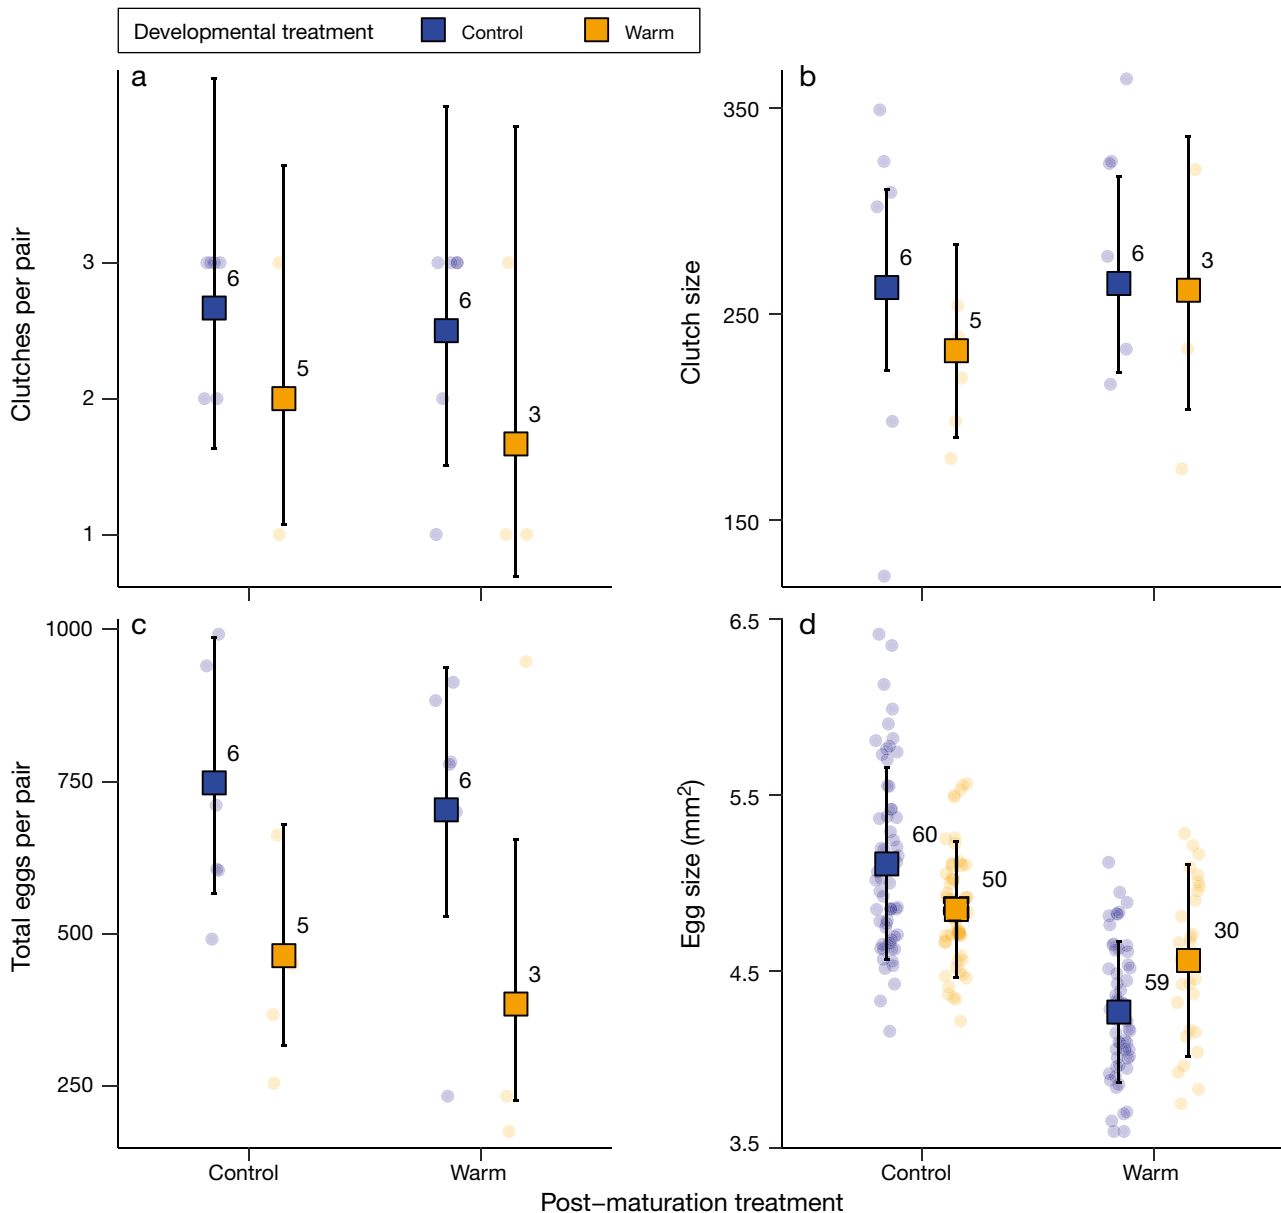 Developmental treatment Control Warm
a
Clutches per pair
3
2
1
6
5
6
3
b
Clutch size
350
250
150
6
5
6
3
c
Total eggs per pair
1000
750
500
250
6
5
6
3
Control Warm
d
Egg size (mm²)
6.5
5.5
4.5
3.5
60
50
59
30
Control Warm
Post−maturation treatment